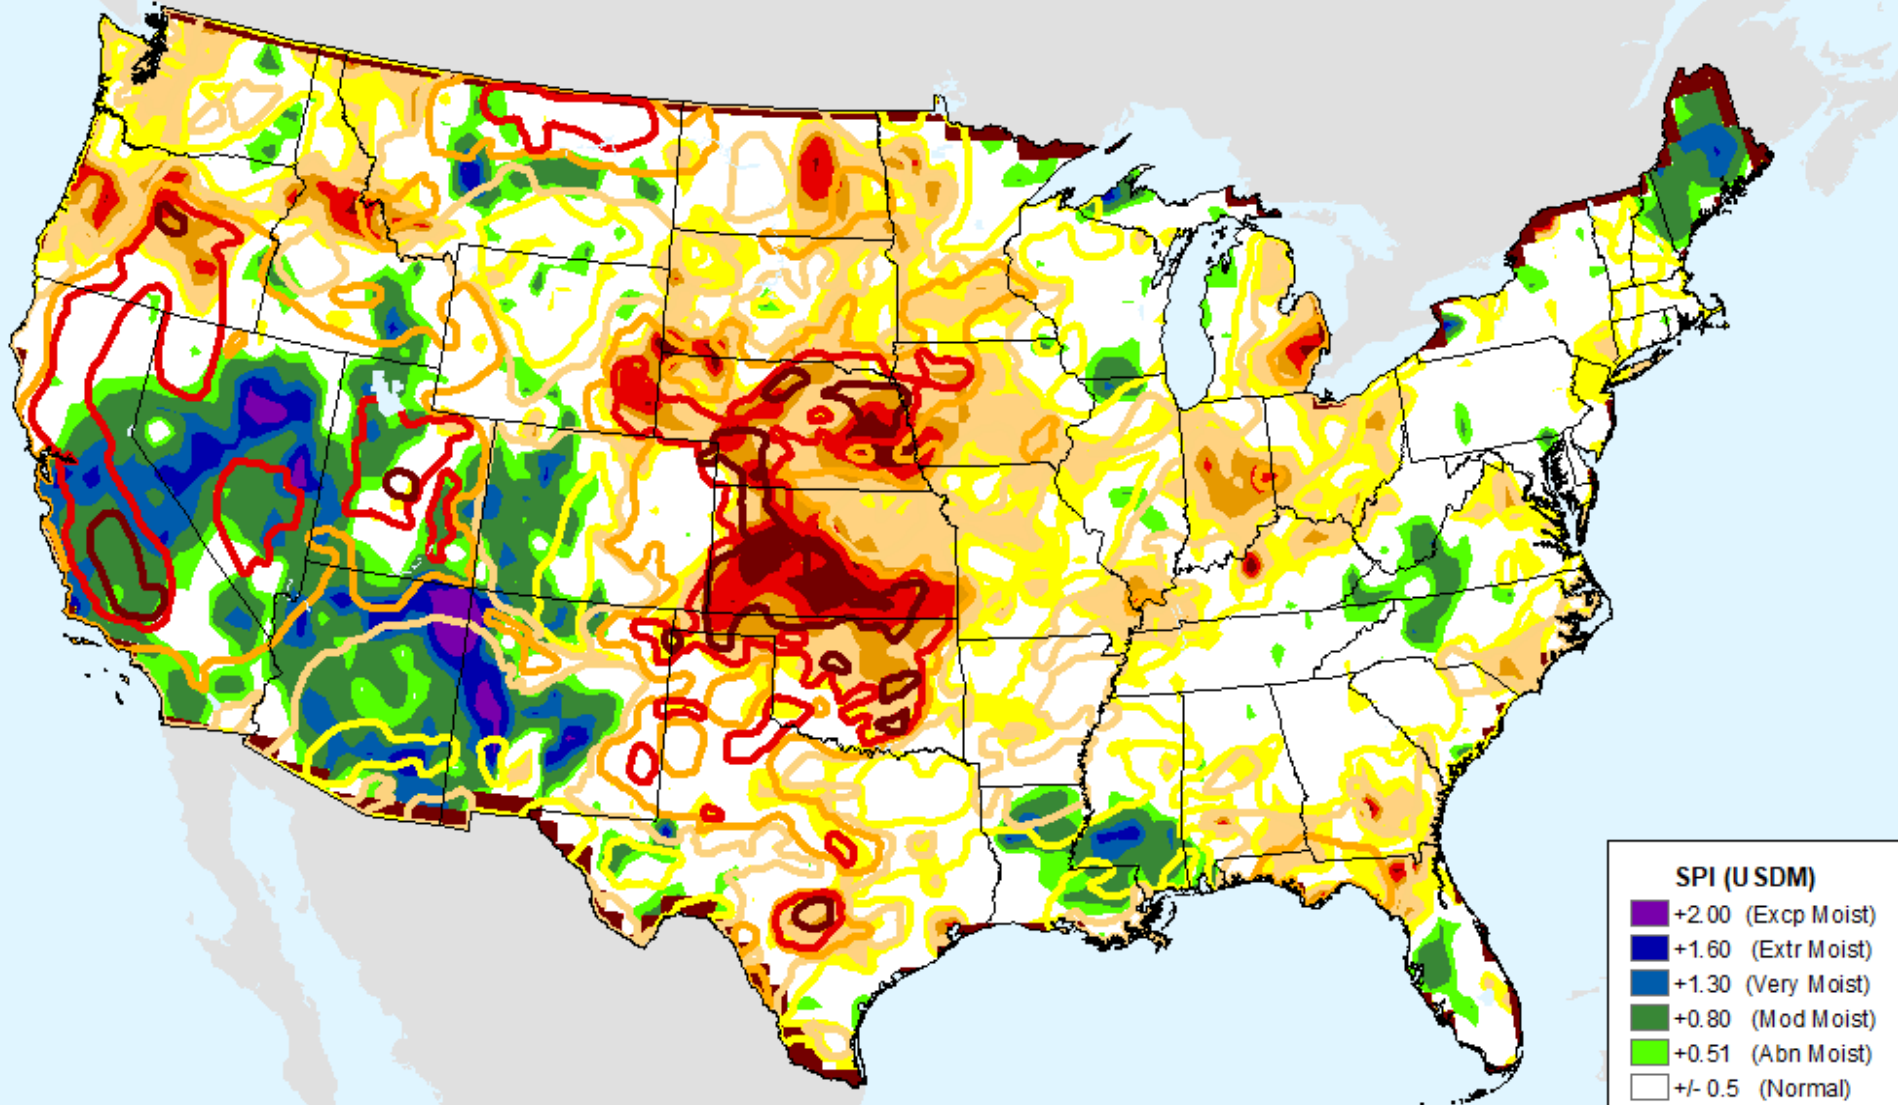 SPI (USDM)
+2.00 (Excp Moist)
+1.60 (Extr Moist)
+1.30 (Very Moist)
+0.80 (Mod Moist)
+0.51 (Abn Moist)
+/- 0.5 (Normal)